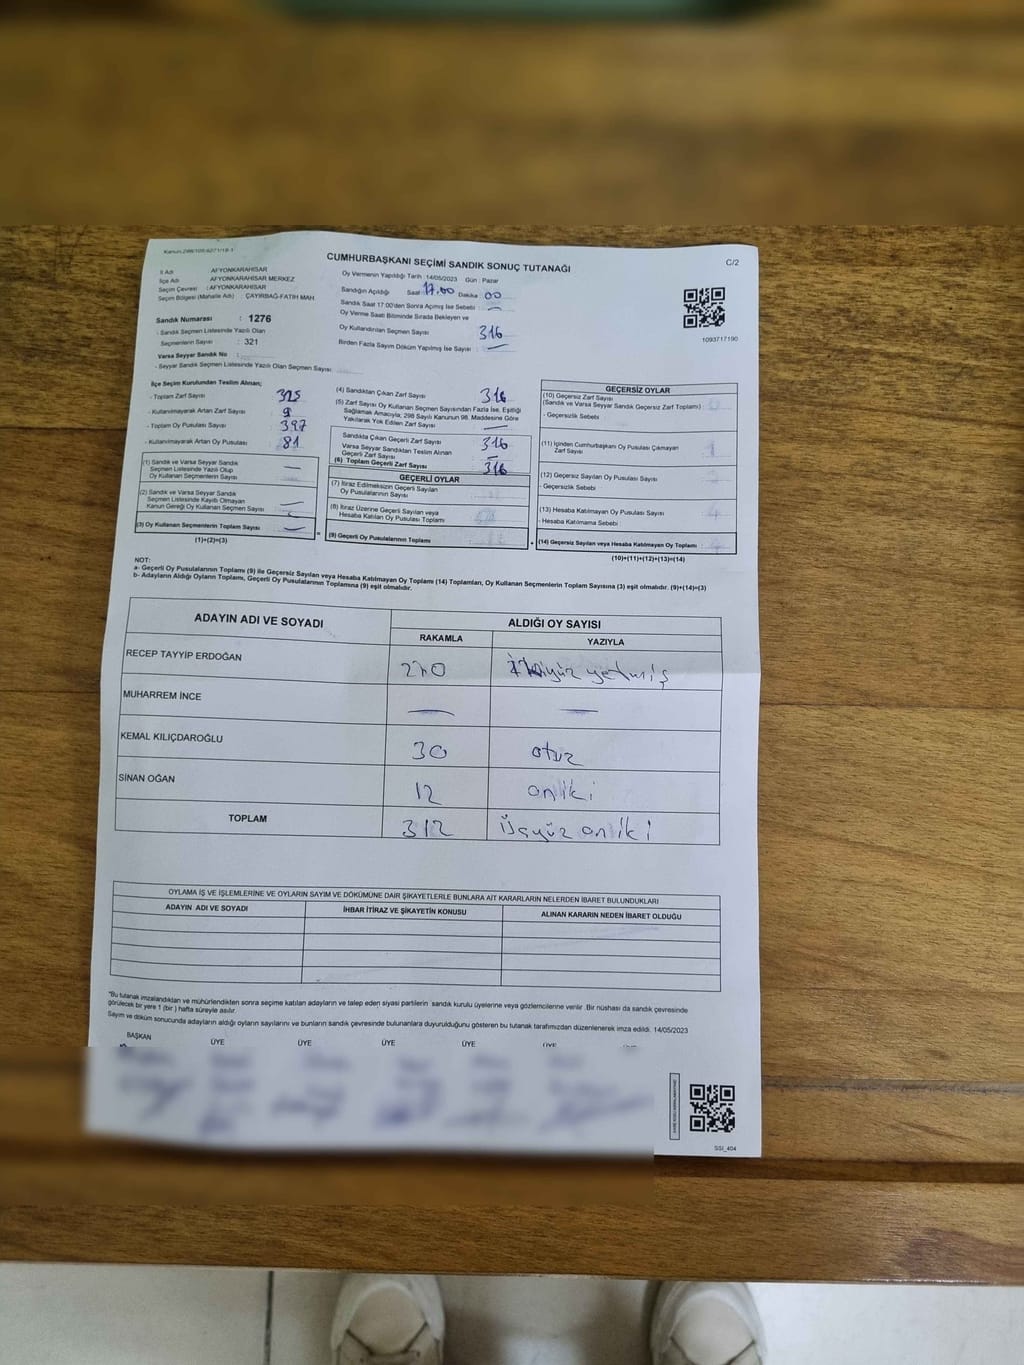 Kanun:298/105/6271/19-1
CUMHURBAŞKANI SEÇİMİ SANDIK SONUÇ TUTANAĞI
C/2
İl Adı : AFYONKARAHİSAR
İlçe Adı : AFYONKARAHİSAR MERKEZ
Seçim Çevresi : AFYONKARAHİSAR
Seçim Bölgesi (Mahalle Adı) : ÇAYIRBAĞ-FATİH MAH.
Oy Vermenin Yapıldığı Tarih : 14/05/2023 Gün : Pazar
Sandığın Açıldığı Saat 17.00 Dakika 00
Sandık Saat 17:00'den Sonra Açılmış İse Sebebi :
Oy Verme Saati Bitiminde Sırada Bekleyen ve
Oy Kullandırılan Seçmen Sayısı 316
Birden Fazla Sayım Döküm Yapılmış İse Sayısı : —
1093717190
Sandık Numarası : 1276
- Sandık Seçmen Listesinde Yazılı Olan
Seçmenlerin Sayısı : 321
Varsa Seyyar Sandık No :
- Seyyar Sandık Seçmen Listesinde Yazılı Olan Seçmen Sayısı :
İlçe Seçim Kurulundan Teslim Alınan;
- Toplam Zarf Sayısı : 325
- Kullanılmayarak Artan Zarf Sayısı : 9
- Toplam Oy Pusulası Sayısı : 397
- Kullanılmayarak Artan Oy Pusulası : 81
(1) Sandık ve Varsa Seyyar Sandık
Seçmen Listesinde Yazılı Olup
Oy Kullanan Seçmenlerin Sayısı : —
(2) Sandık ve Varsa Seyyar Sandık
Seçmen Listesinde Kayıtlı Olmayan
Kanun Gereği Oy Kullanan Seçmen Sayısı :
(3) Oy Kullanan Seçmenlerin Toplam Sayısı :
(1)+(2)=(3)
(4) Sandıktan Çıkan Zarf Sayısı : 316
(5) Zarf Sayısı Oy Kullanan Seçmen Sayısından Fazla İse, Eşitliği
Sağlamak Amacıyla; 298 Sayılı Kanunun 98. Maddesine Göre
Yakılarak Yok Edilen Zarf Sayısı : —
Sandıkta Çıkan Geçerli Zarf Sayısı : 316
Varsa Seyyar Sandıktan Teslim Alınan
Geçerli Zarf Sayısı : —
(6) Toplam Geçerli Zarf Sayısı : 316
GEÇERLİ OYLAR
(7) İtiraz Edilmeksizin Geçerli Sayılan
Oy Pusulalarının Sayısı
(8) İtiraz Üzerine Geçerli Sayılan veya
Hesaba Katılan Oy Pusulası Toplamı
(9) Geçerli Oy Pusulalarının Toplamı
GEÇERSİZ OYLAR
(10) Geçersiz Zarf Sayısı
(Sandık ve Varsa Seyyar Sandık Geçersiz Zarf Toplamı) :
- Geçersizlik Sebebi
(11) İçinden Cumhurbaşkanı Oy Pusulası Çıkmayan
Zarf Sayısı
(12) Geçersiz Sayılan Oy Pusulası Sayısı
- Geçersizlik Sebebi
(13) Hesaba Katılmayan Oy Pusulası Sayısı
- Hesaba Katılmama Sebebi
(14) Geçersiz Sayılan veya Hesaba Katılmayan Oy Toplamı :
(10)+(11)+(12)+(13)=(14)
NOT:
a- Geçerli Oy Pusulalarının Toplamı (9) ile Geçersiz Sayılan veya Hesaba Katılmayan Oy Toplamı (14) Toplamları, Oy Kullanan Seçmenlerin Toplam Sayısına (3) eşit olmalıdır. (9)+(14)=(3)
b- Adayların Aldığı Oyların Toplamı, Geçerli Oy Pusulalarının Toplamına (9) eşit olmalıdır.
ADAYIN ADI VE SOYADI ALDIĞI OY SAYISI
RAKAMLA YAZIYLA
RECEP TAYYİP ERDOĞAN 270 ikiyüz yetmiş
MUHARREM İNCE — —
KEMAL KILIÇDAROĞLU 30 otuz
SİNAN OĞAN 12 oniki
TOPLAM 312 Üçyüz oniki
OYLAMA İŞ VE İŞLEMLERİNE VE OYLARIN SAYIM VE DÖKÜMÜNE DAİR ŞİKAYETLERLE BUNLARA AİT KARARLARIN NELERDEN İBARET BULUNDUKLARI
ADAYIN ADI VE SOYADI İHBAR İTİRAZ VE ŞİKAYETİN KONUSU ALINAN KARARIN NEDEN İBARET OLDUĞU
"Bu tutanak imzalandıktan ve mühürlendikten sonra seçime katılan adayların ve talep eden siyasi partilerin sandık kurulu üyelerine veya gözlemcilerine verilir. Bir nüshası da sandık çevresinde
görülecek bir yere 1 (bir ) hafta süreyle asılır.
Sayım ve döküm sonucunda adayların aldığı oyların sayılarını ve bunların sandık çevresinde bulunanlara duyurulduğunu gösteren bu tutanak tarafımızdan düzenlenerek imza edildi. 14/05/2023
BAŞKAN ÜYE ÜYE ÜYE ÜYE ÜYE
SSI_404